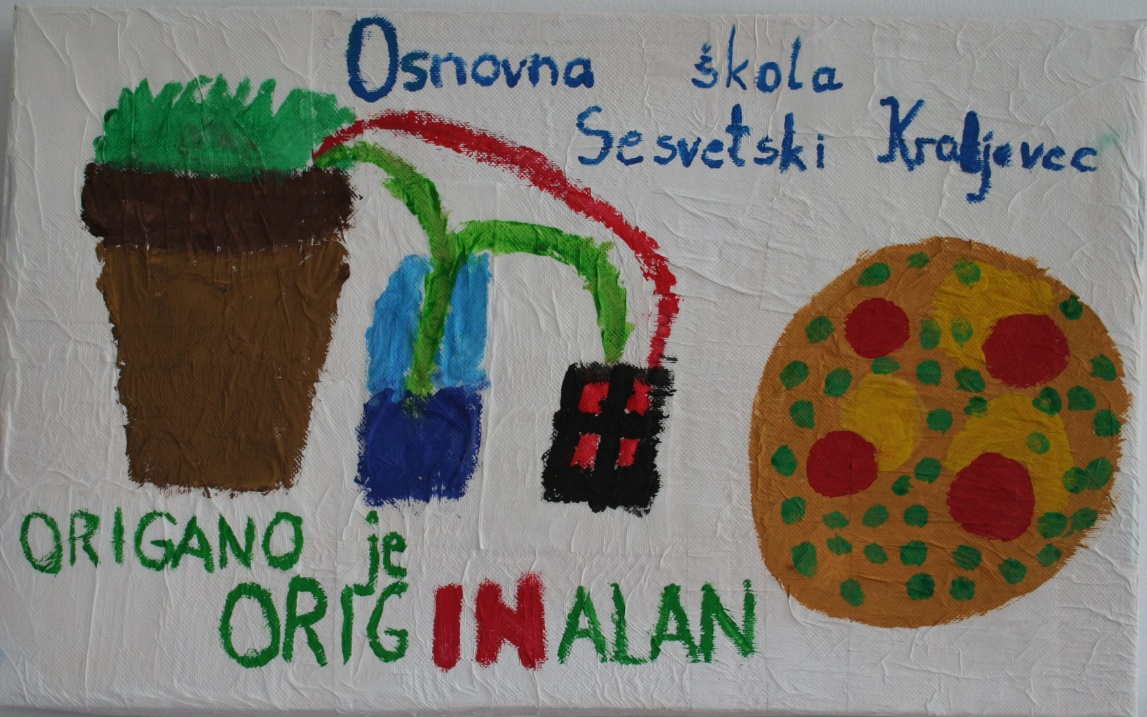 Osnovna škola
Sesvetski Kraljevec
ORIGANO je
ORIGINALAN